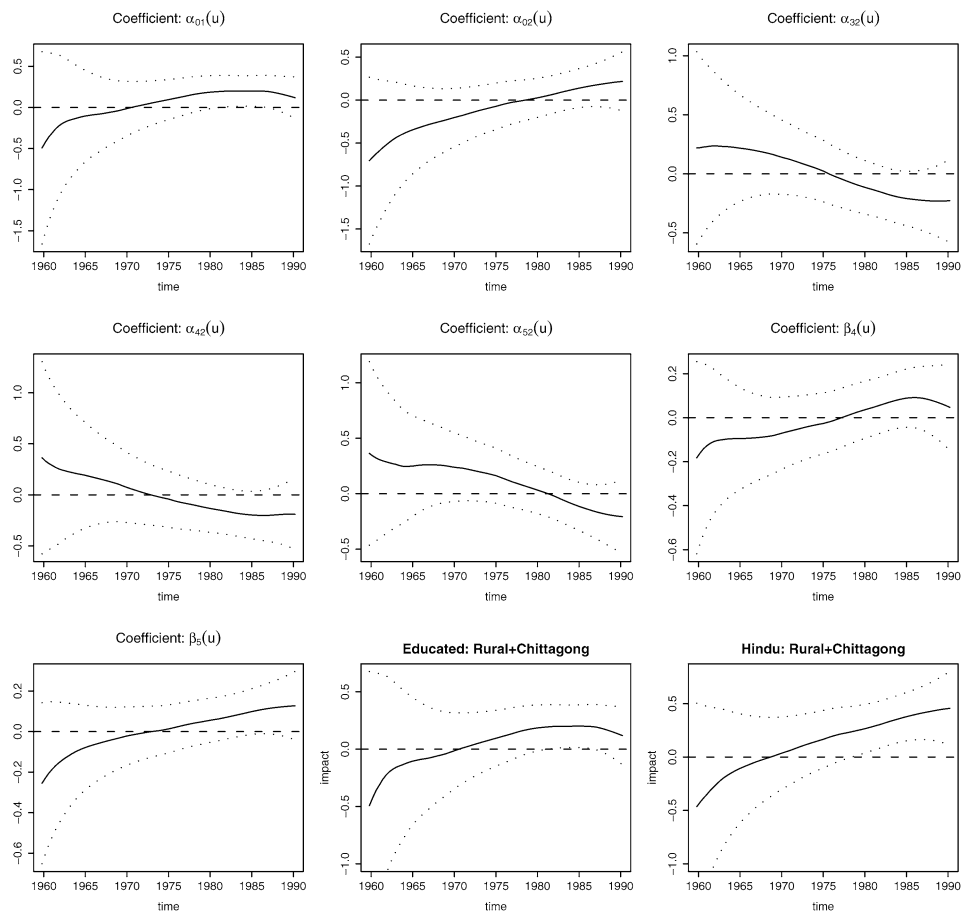 Coefficient: α₀₁(u)
0.5
0.0
−0.5
−1.0
−1.5
1960 1965 1970 1975 1980 1985 1990
time
Coefficient: α₀₂(u)
0.5
0.0
−0.5
−1.0
−1.5
1960 1965 1970 1975 1980 1985 1990
time
Coefficient: α₃₂(u)
1.0
0.5
0.0
−0.5
1960 1965 1970 1975 1980 1985 1990
time
Coefficient: α₄₂(u)
1.0
0.5
0.0
−0.5
1960 1965 1970 1975 1980 1985 1990
time
Coefficient: α₅₂(u)
1.0
0.5
0.0
−0.5
1960 1965 1970 1975 1980 1985 1990
time
Coefficient: β₄(u)
0.2
0.0
−0.2
−0.4
−0.6
1960 1965 1970 1975 1980 1985 1990
time
Coefficient: β₅(u)
0.2
0.0
−0.2
−0.4
−0.6
1960 1965 1970 1975 1980 1985 1990
time
Educated: Rural+Chittagong
impact
0.5
0.0
−0.5
−1.0
1960 1965 1970 1975 1980 1985 1990
time
Hindu: Rural+Chittagong
impact
0.5
0.0
−0.5
−1.0
1960 1965 1970 1975 1980 1985 1990
time